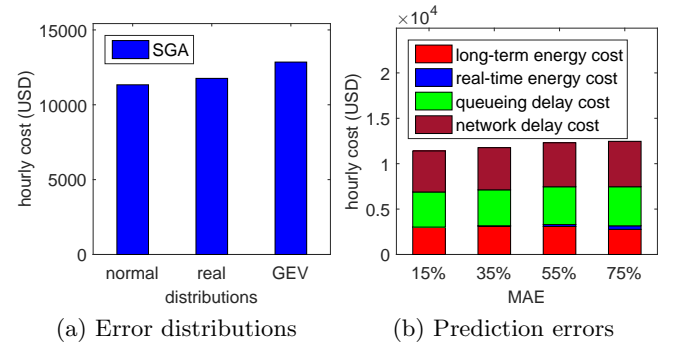 15000
10000
5000
0
hourly cost (USD)
SGA
normal real GEV
distributions
(a) Error distributions
×10⁴
2
1.5
1
0.5
0
hourly cost (USD)
long-term energy cost
real-time energy cost
queueing delay cost
network delay cost
15% 35% 55% 75%
MAE
(b) Prediction errors